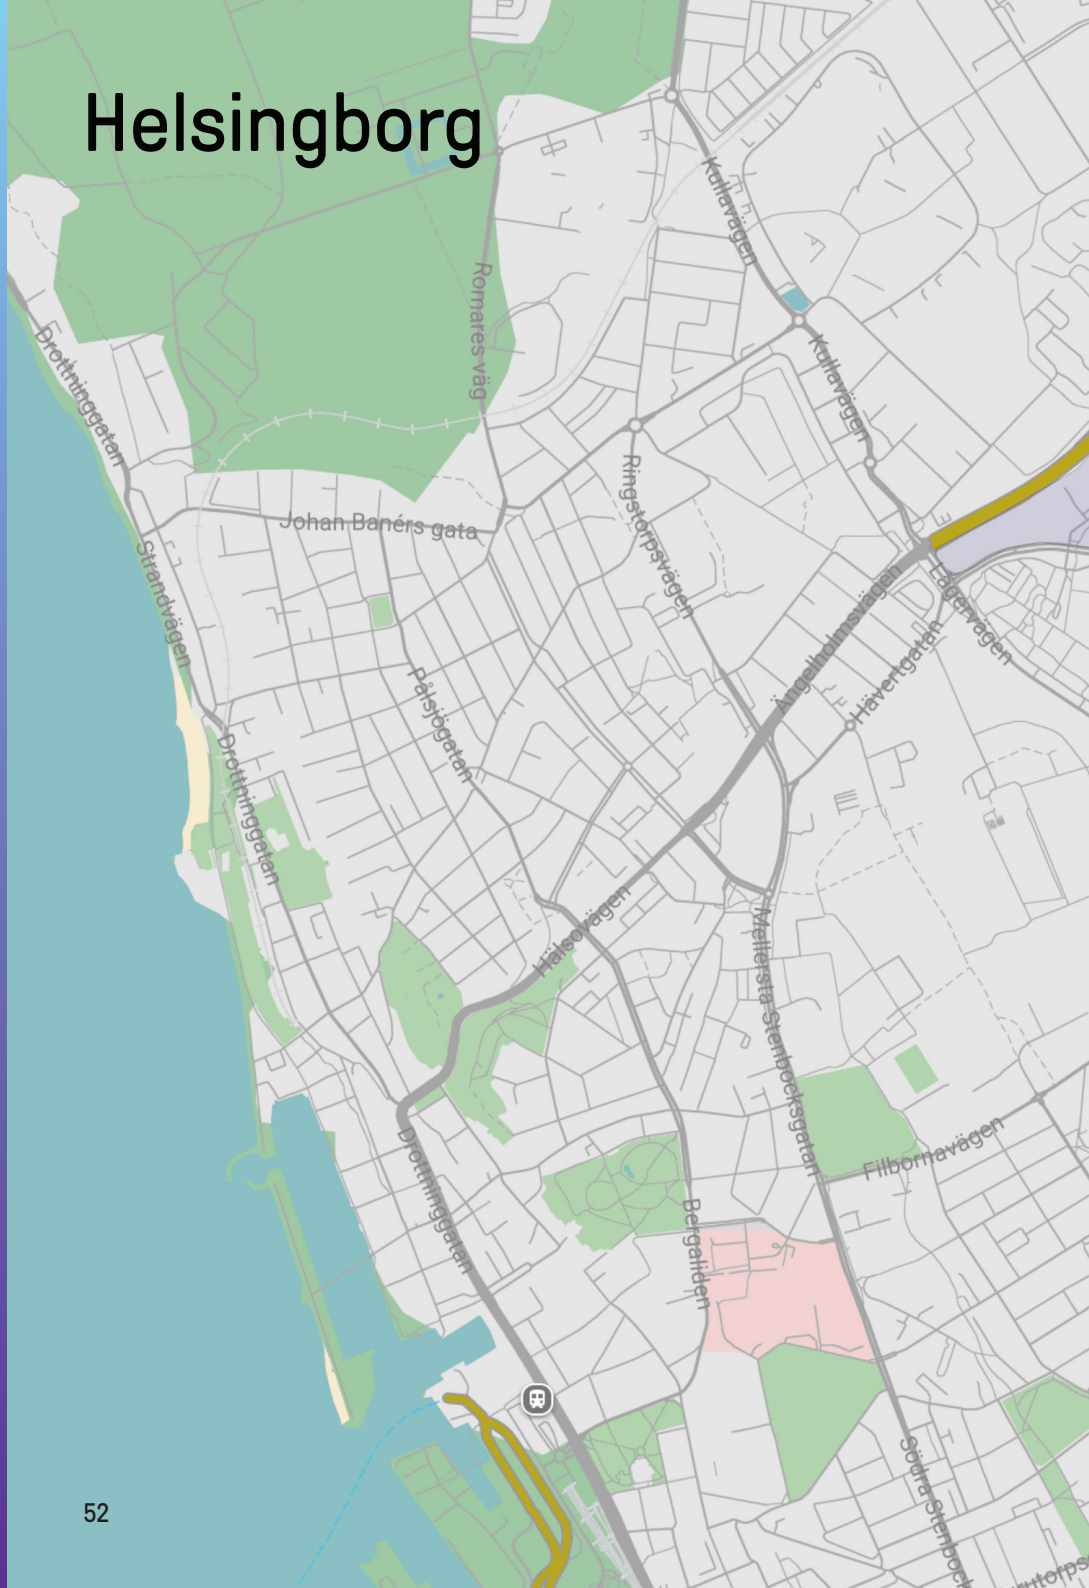 Helsingborg
Kullavägen
Romares väg
Drottninggatan
Kullavägen
Ringstorpsvägen
Johan Banérs gata
Strandvägen
Ängelholmsvägen
Lagervägen
Hävertgatan
Pålsjögatan
Drottninggatan
Hälsovägen
Mellersta Stenbocksgatan
Filbornavägen
Drottninggatan
Bergaliden
Södra Stenbock
52